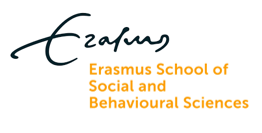 Erasmus
Erasmus School of
Social and
Behavioural Sciences